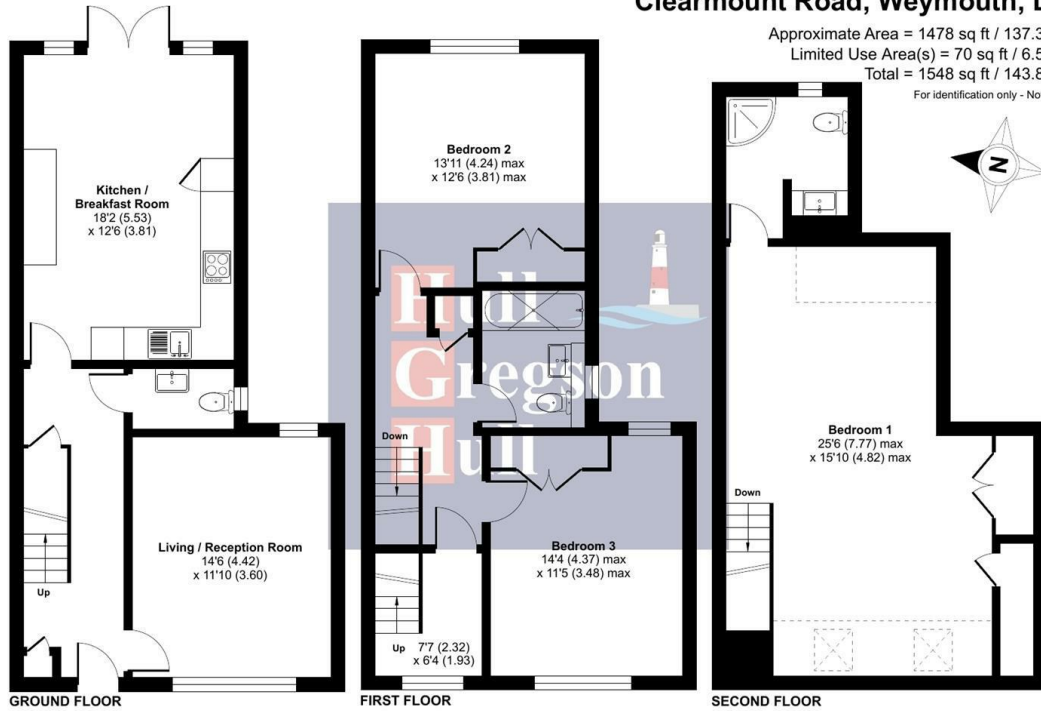 Clearmount Road, Weymouth,
Approximate Area = 1478 sq ft / 137.3
Limited Use Area(s) = 70 sq ft / 6.5
Total = 1548 sq ft / 143.8
For identification only -
N
Kitchen /
Breakfast Room
18'2 (5.53)
x 12'6 (3.81)
Up
Living / Reception Room
14'6 (4.42)
x 11'10 (3.60)
GROUND FLOOR
Bedroom 2
13'11 (4.24) max
x 12'6 (3.81) max
Hull
Gregson
Hull
Down
Bedroom 3
14'4 (4.37) max
x 11'5 (3.48) max
Up
7'7 (2.32)
x 6'4 (1.93)
FIRST FLOOR
Bedroom 1
25'6 (7.77) max
x 15'10 (4.82) max
Down
SECOND FLOOR